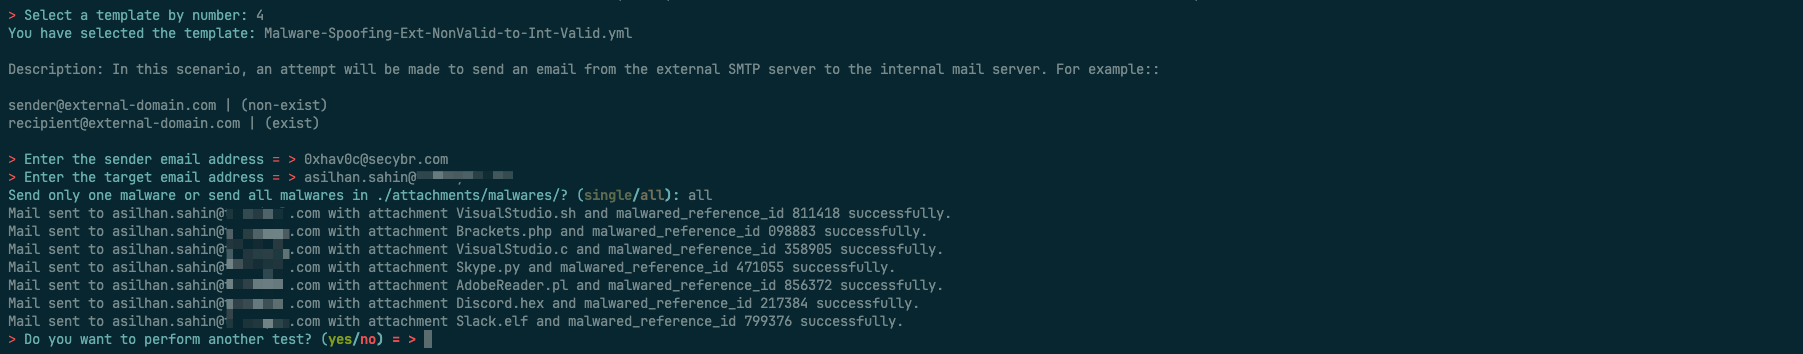 > Select a template by number: 4
You have selected the template: Malware-Spoofing-Ext-NonValid-to-Int-Valid.yml
Description: In this scenario, an attempt will be made to send an email from the external SMTP server to the internal mail server. For example::
sender@external-domain.com | (non-exist)
recipient@external-domain.com | (exist)
> Enter the sender email address = > 0xhav0c@secybr.com
> Enter the target email address = > asilhan.sahin@
Send only one malware or send all malwares in ./attachments/malwares/? (single/all): all
Mail sent to asilhan.sahin@ .com with attachment VisualStudio.sh and malwared_reference_id 811418 successfully.
Mail sent to asilhan.sahin@ .com with attachment Brackets.php and malwared_reference_id 098883 successfully.
Mail sent to asilhan.sahin@ .com with attachment VisualStudio.c and malwared_reference_id 358905 successfully.
Mail sent to asilhan.sahin@ .com with attachment Skype.py and malwared_reference_id 471055 successfully.
Mail sent to asilhan.sahin@ .com with attachment AdobeReader.pl and malwared_reference_id 856372 successfully.
Mail sent to asilhan.sahin@ .com with attachment Discord.hex and malwared_reference_id 217384 successfully.
Mail sent to asilhan.sahin@ .com with attachment Slack.elf and malwared_reference_id 799376 successfully.
> Do you want to perform another test? (yes/no) = >